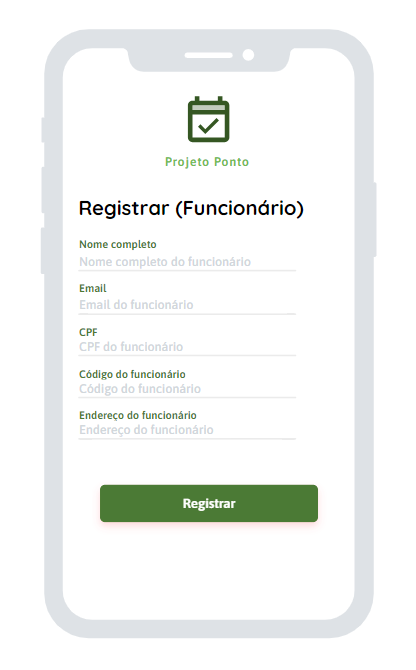 Projeto Ponto
Registrar (Funcionário)
Nome completo
Nome completo do funcionário
Email
Email do funcionário
CPF
CPF do funcionário
Código do funcionário
Código do funcionário
Endereço do funcionário
Endereço do funcionário
Registrar